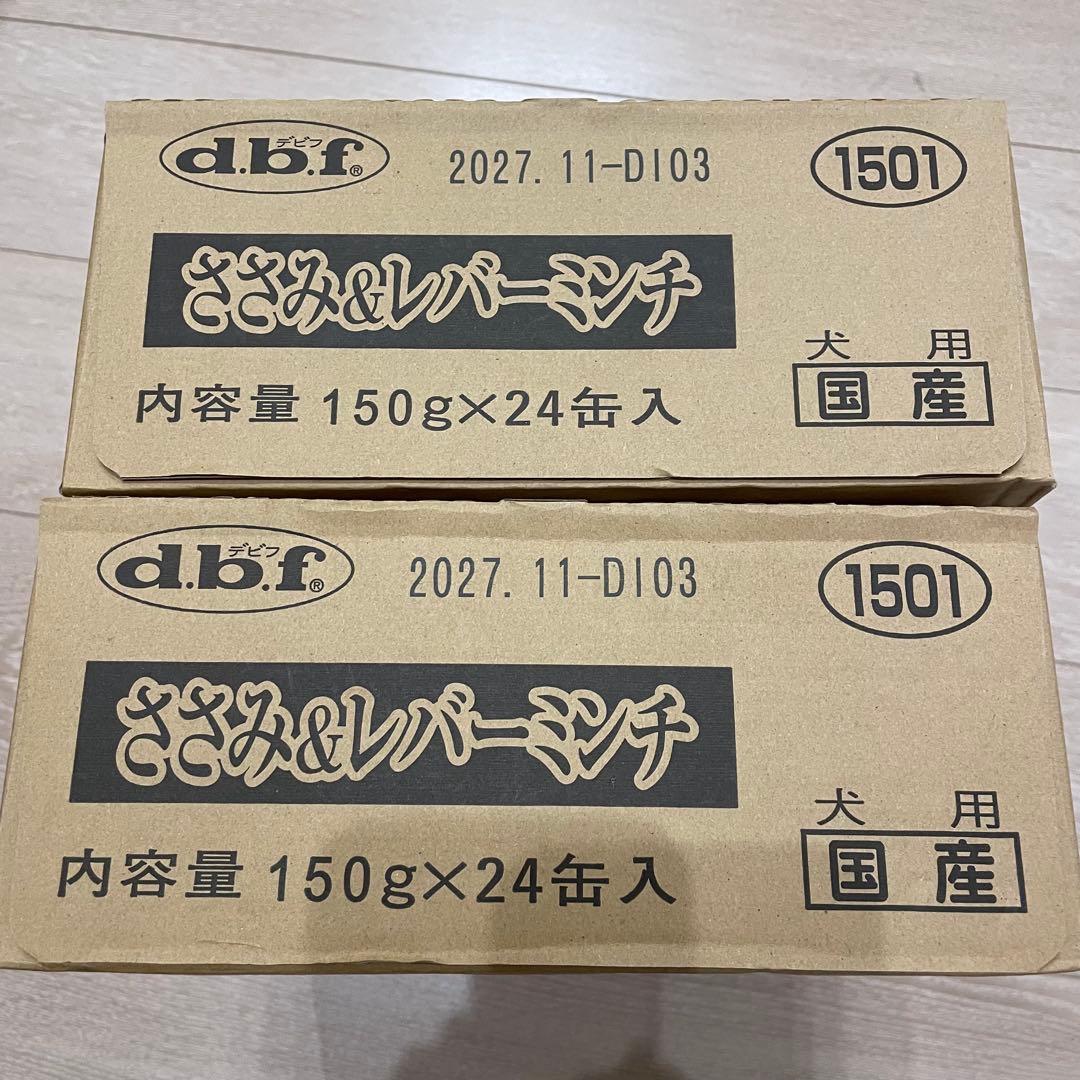 デビフ
d.b.f®
2027.11-DI03
1501
ささみ&レバーミンチ
犬用
内容量 150g×24缶入
国産
デビフ
d.b.f®
2027.11-DI03
1501
ささみ&レバーミンチ
犬用
内容量 150g×24缶入
国産